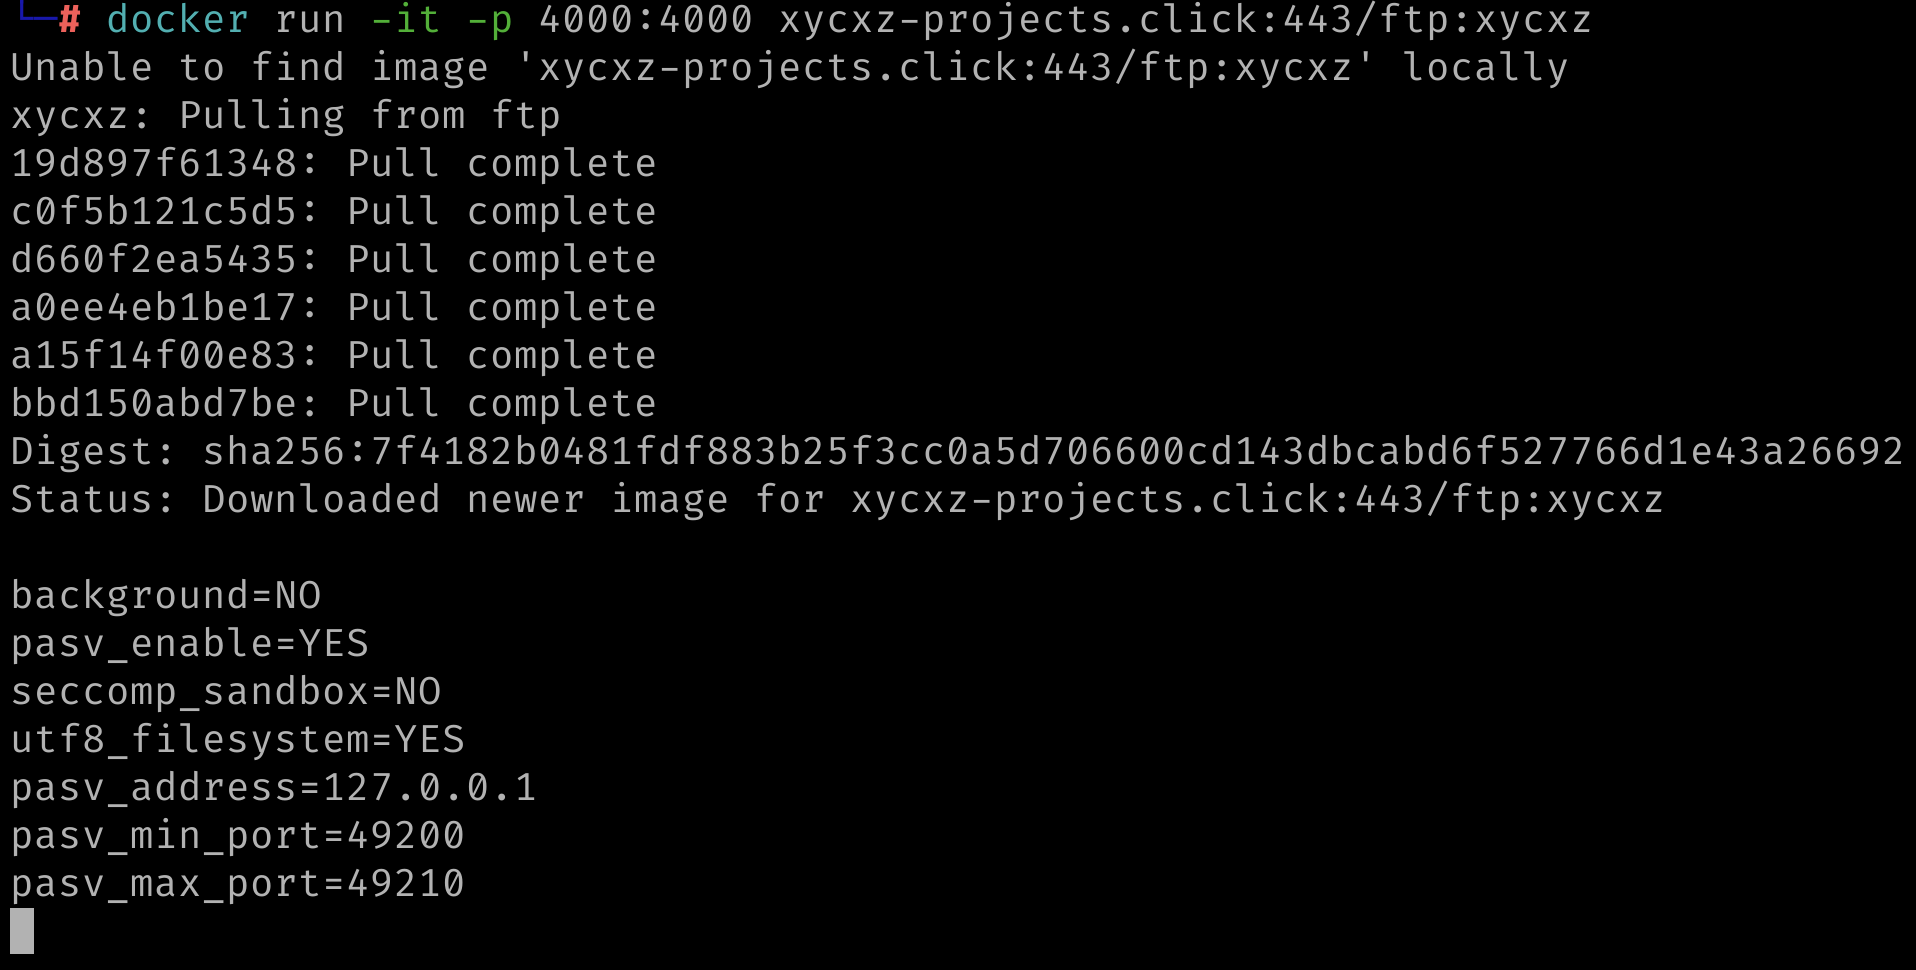 └─# docker run -it -p 4000:4000 xycxz-projects.click:443/ftp:xycxz
Unable to find image 'xycxz-projects.click:443/ftp:xycxz' locally
xycxz: Pulling from ftp
19d897f61348: Pull complete
c0f5b121c5d5: Pull complete
d660f2ea5435: Pull complete
a0ee4eb1be17: Pull complete
a15f14f00e83: Pull complete
bbd150abd7be: Pull complete
Digest: sha256:7f4182b0481fdf883b25f3cc0a5d706600cd143dbcabd6f527766d1e43a26692
Status: Downloaded newer image for xycxz-projects.click:443/ftp:xycxz
background=NO
pasv_enable=YES
seccomp_sandbox=NO
utf8_filesystem=YES
pasv_address=127.0.0.1
pasv_min_port=49200
pasv_max_port=49210